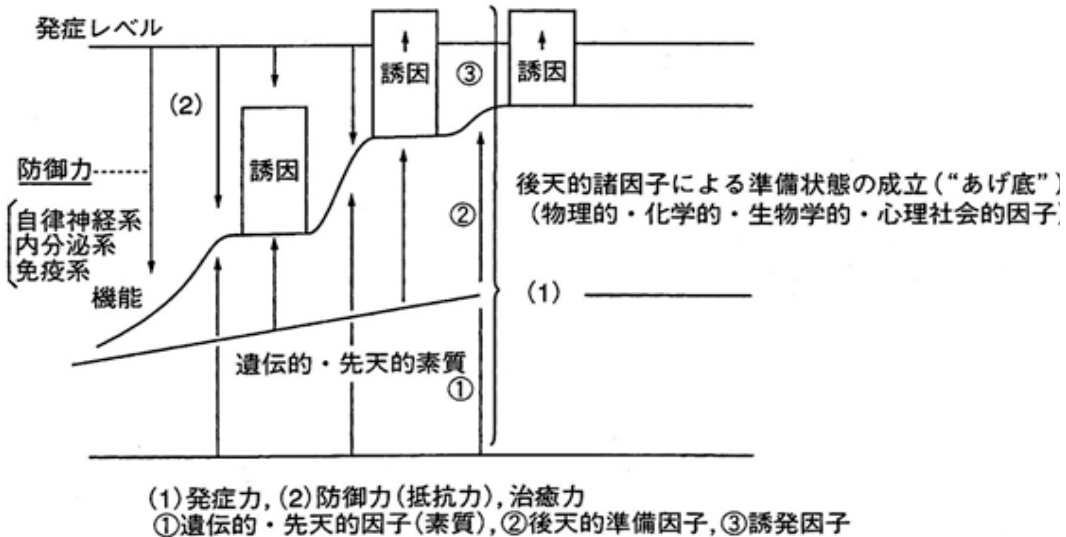 発症レベル
誘因
③
誘因
(2)
防御力
誘因
自律神経系
内分泌系
免疫系
機能
②
後天的諸因子による準備状態の成立(“あげ底”)
(物理的・化学的・生物学的・心理社会的因子)
(1)
遺伝的・先天的素質
①
(1)発症力, (2)防御力(抵抗力), 治癒力
①遺伝的・先天的因子(素質), ②後天的準備因子, ③誘発因子